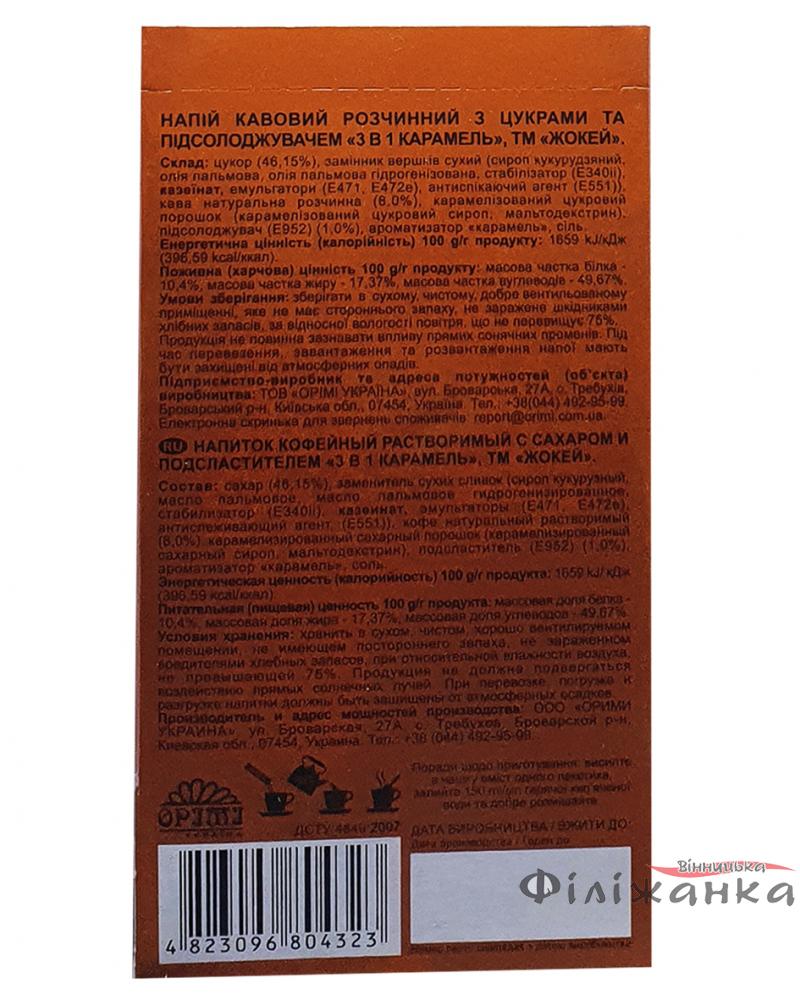 НАПІЙ КАВОВИЙ РОЗЧИННИЙ З ЦУКРАМИ ТА
ПІДСОЛОДЖУВАЧЕМ «3 В 1 КАРАМЕЛЬ», ТМ «ЖОКЕЙ».
Склад: цукор (46,15%), замінник вершків сухий (сироп кукурудзяний,
олія пальмова, олія пальмова гідрогенізована, стабілізатор (Е340ii),
казеїнат, емульгатори (Е471, Е472е), антиспікаючий агент (Е551)),
кава натуральна розчинна (8,0%), карамелізований цукровий
порошок (карамелізований цукровий сироп, мальтодекстрин),
підсолоджувач (Е952) (1,0%), ароматизатор «карамель», сіль.
Енергетична цінність (калорійність) 100 g/г продукту: 1659 kJ/кДж
(396,59 kcal/ккал).
Поживна (харчова) цінність 100 g/г продукту: масова частка білка -
10,4%, масова частка жиру - 17,37%, масова частка вуглеводів - 49,67%.
Умови зберігання: зберігати в сухому, чистому, добре вентильованому
приміщенні, яке не має стороннього запаху, не заражене шкідниками
хлібних запасів, за відносної вологості повітря, що не перевищує 75%.
Продукція не повинна зазнавати впливу прямих сонячних променів. Під
час перевезення, завантаження та розвантаження напої мають
бути захищені від атмосферних опадів.
Підприємство-виробник та адреса потужностей (об'єкта)
виробництва: ТОВ «ОРІМІ УКРАЇНА», вул. Броварська, 27А, с. Требухів,
Броварський р-н, Київська обл., 07454, Україна. Тел.: +38(044) 492-95-99.
Електронна скринька для звернень споживачів: report@orimi.com.ua.
RU НАПИТОК КОФЕЙНЫЙ РАСТВОРИМЫЙ С САХАРОМ И
ПОДСЛАСТИТЕЛЕМ «3 В 1 КАРАМЕЛЬ», ТМ «ЖОКЕЙ».
Состав: сахар (46,15%), заменитель сухих сливок (сироп кукурузный,
масло пальмовое, масло пальмовое гидрогенизированное,
стабилизатор (Е340ii), казеинат, эмульгаторы (Е471, Е472е),
антислеживающий агент, (Е551)), кофе натуральный растворимый
(8,0%), карамелизированный сахарный порошок (карамелизированный
сахарный сироп, мальтодекстрин), подсластитель (Е952) (1,0%),
ароматизатор «карамель», соль.
Энергетическая ценность (калорийность) 100 g/г продукта: 1659 kJ/кДж
(396,59 kcal/ккал).
Питательная (пищевая) ценность 100 g/г продукта: массовая доля белка -
10,4%, массовая доля жира - 17,37%, массовая доля углеводов - 49,67%.
Условия хранения: хранить в сухом, чистом, хорошо вентилируемом
помещении, не имеющем постороннего запаха, не зараженном
вредителями хлебных запасов, при относительной влажности воздуха,
не превышающей 75%. Продукция не должна подвергаться
воздействию прямых солнечных лучей. При перевозке, погрузке и
разгрузке напитки должны быть защищены от атмосферных осадков.
Производитель и адрес мощностей производства: ООО «ОРИМИ
УКРАИНА», ул. Броварская, 27А с. Требухов, Броварской р-н,
Киевская обл., 07454, Украина. Тел.: +38 (044) 492-95-99.
Поради щодо приготування: висипте
в чашку вміст одного пакетика,
залийте 150 ml/мл гарячої кип'яченої
води та добре розмішайте.
ОРІМІ
УКРАЇНА
ДСТУ 4849:2007
ДАТА ВИРОБНИЦТВА / ВЖИТИ ДО:
Дата производства / Годен до
4 823096 804323
Вінницька
Філіжанка